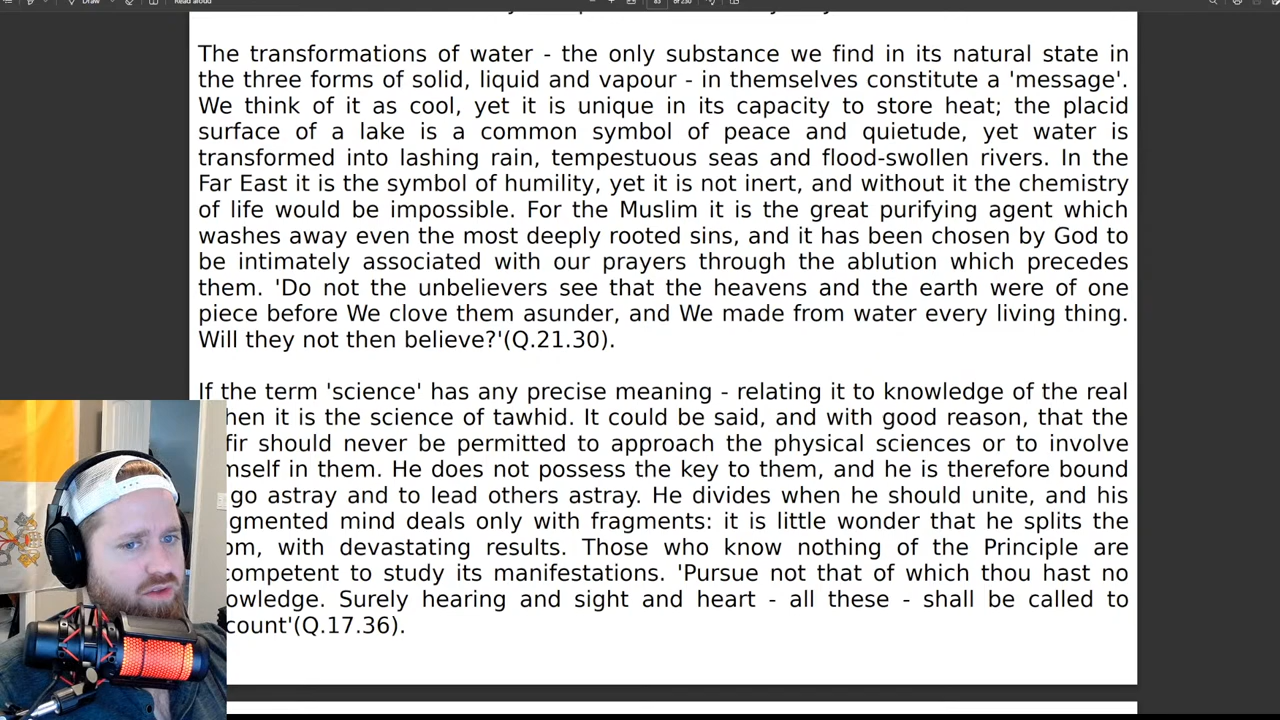 Draw
Read aloud
The transformations of water - the only substance we find in its natural state in
the three forms of solid, liquid and vapour - in themselves constitute a 'message'.
We think of it as cool, yet it is unique in its capacity to store heat; the placid
surface of a lake is a common symbol of peace and quietude, yet water is
transformed into lashing rain, tempestuous seas and flood-swollen rivers. In the
Far East it is the symbol of humility, yet it is not inert, and without it the chemistry
of life would be impossible. For the Muslim it is the great purifying agent which
washes away even the most deeply rooted sins, and it has been chosen by God to
be intimately associated with our prayers through the ablution which precedes
them. 'Do not the unbelievers see that the heavens and the earth were of one
piece before We clove them asunder, and We made from water every living thing.
Will they not then believe?'(Q.21.30).
If the term 'science' has any precise meaning - relating it to knowledge of the real
hen it is the science of tawhid. It could be said, and with good reason, that the
fir should never be permitted to approach the physical sciences or to involve
mself in them. He does not possess the key to them, and he is therefore bound
go astray and to lead others astray. He divides when he should unite, and his
gmented mind deals only with fragments: it is little wonder that he splits the
om, with devastating results. Those who know nothing of the Principle are
competent to study its manifestations. 'Pursue not that of which thou hast no
owledge. Surely hearing and sight and heart - all these - shall be called to
count'(Q.17.36).